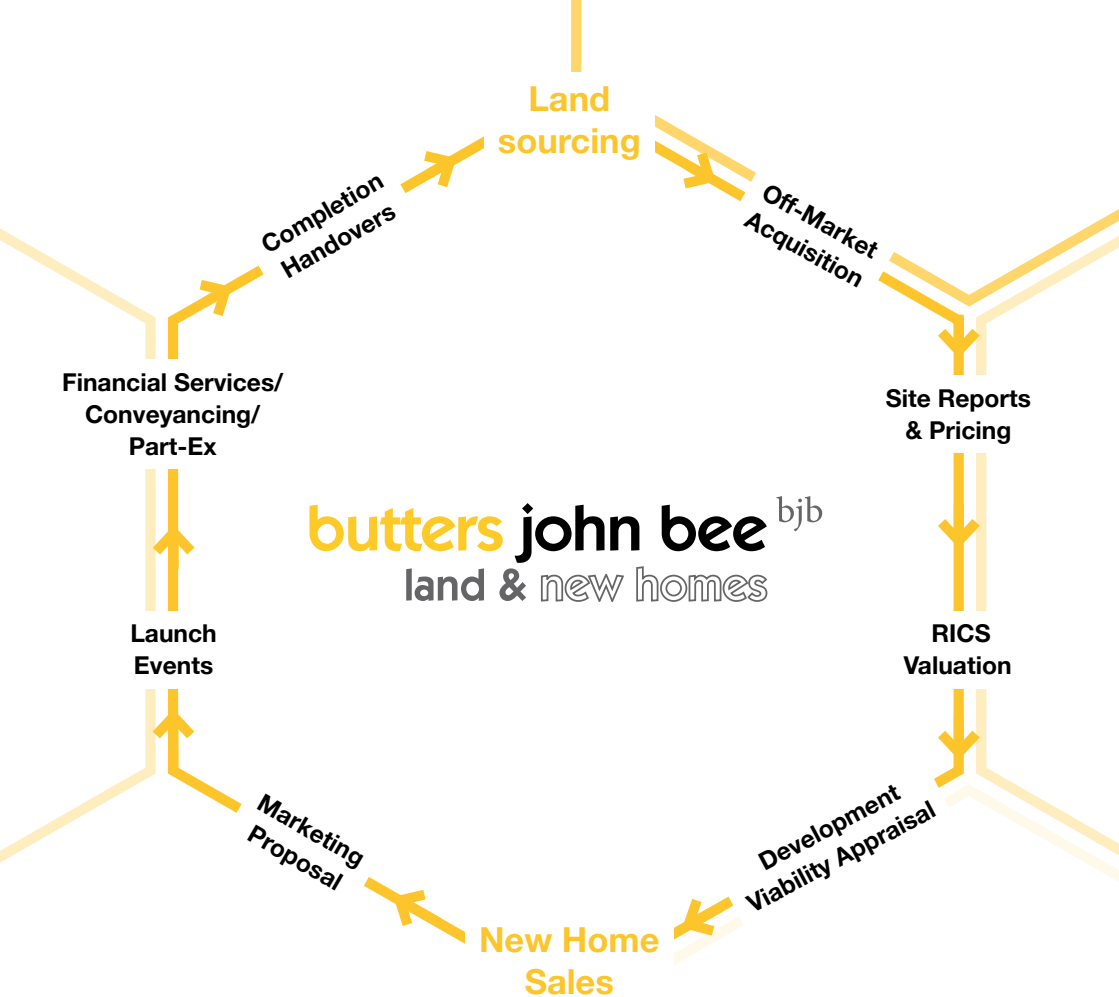 Land
sourcing
Off-Market
Acquisition
Site Reports
& Pricing
RICS
Valuation
Development
Viability Appraisal
New Home
Sales
Marketing
Proposal
Launch
Events
Financial Services/
Conveyancing/
Part-Ex
Completion
Handovers
butters john bee bjb
land & new homes